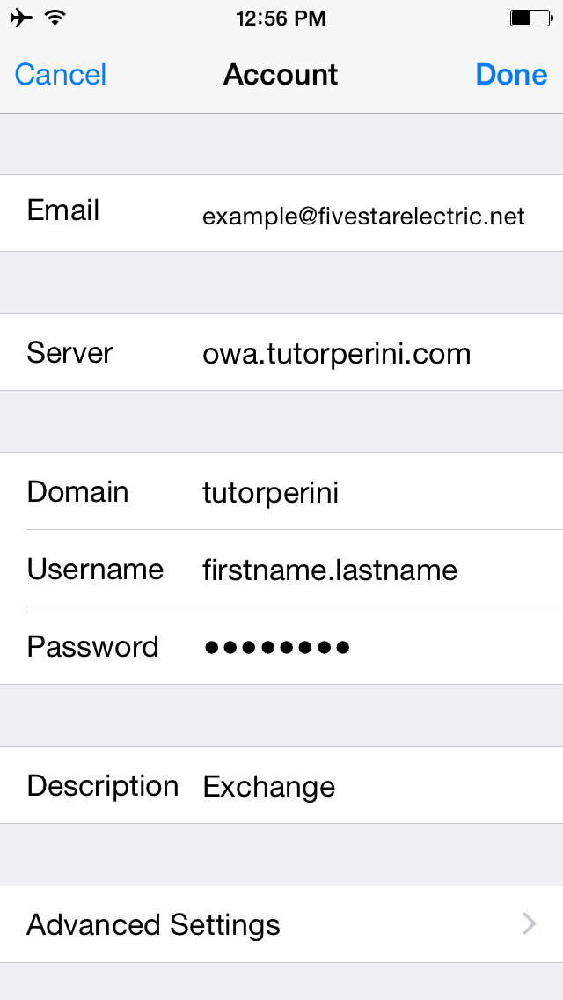 12:56 PM
Cancel Account Done
Email example@fivestarelectric.net
Server owa.tutorperini.com
Domain tutorperini
Username firstname.lastname
Password ●●●●●●●●
Description Exchange
Advanced Settings